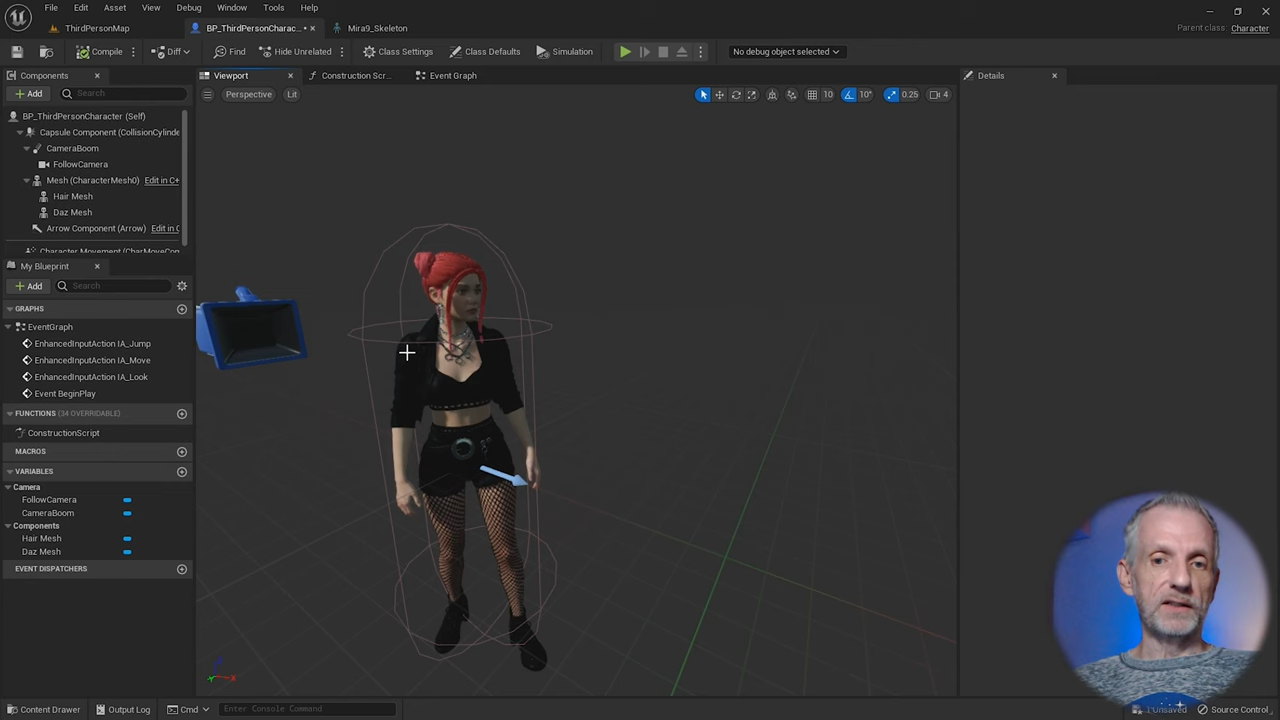 File Edit Asset View Debug Window Tools Help
ThirdPersonMap BP_ThirdPersonCharac... Mira9_Skeleton
Parent class: Character
Compile Diff Find Hide Unrelated Class Settings Class Defaults Simulation No debug object selected
Components
Viewport Construction Scr... Event Graph
Details
Add Search
Perspective Lit
10 10° 0.25 4
BP_ThirdPersonCharacter (Self)
Capsule Component (CollisionCylinde
CameraBoom
FollowCamera
Mesh (CharacterMesh0) Edit in C+
Hair Mesh
Daz Mesh
Arrow Component (Arrow) Edit in C
Character Movement (CharMoveCom
My Blueprint
Add Search
GRAPHS
EventGraph
EnhancedInputAction IA_Jump
EnhancedInputAction IA_Move
EnhancedInputAction IA_Look
Event BeginPlay
FUNCTIONS (34 OVERRIDABLE)
ConstructionScript
MACROS
VARIABLES
Camera
FollowCamera
CameraBoom
Components
Hair Mesh
Daz Mesh
EVENT DISPATCHERS
Content Drawer Output Log Cmd Enter Console Command 1 Unsaved Source Control